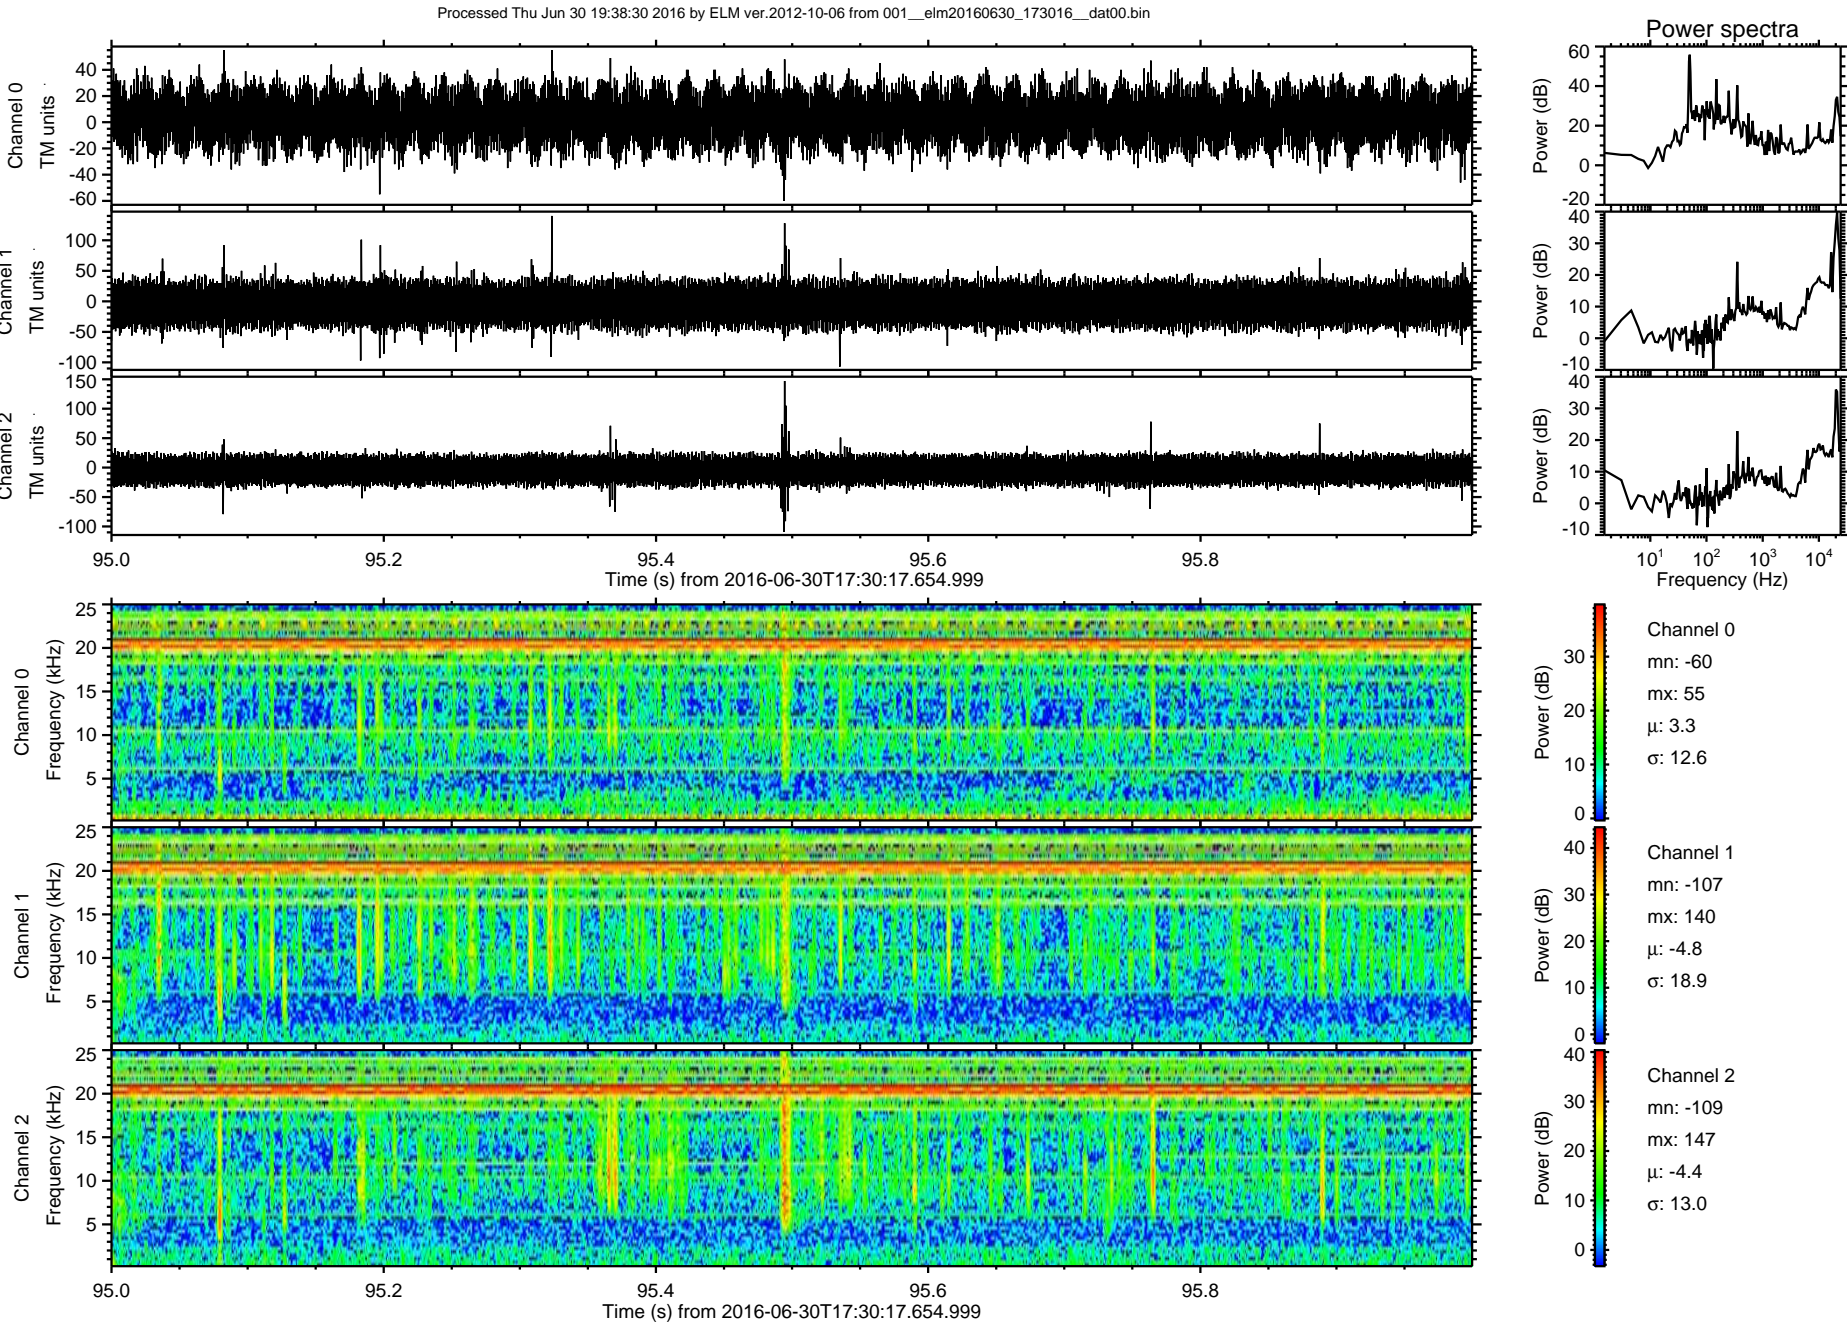 Processed Thu Jun 30 19:38:30 2016 by ELM ver.2012-10-06 from 001__elm20160630_173016__dat00.bin
Power spectra
Channel 0
TM units
40
20
0
-20
-40
-60
Power (dB)
60
40
20
0
-20
Channel 1
TM units
100
50
0
-50
-100
Power (dB)
40
30
20
10
0
-10
Channel 2
TM units
150
100
50
0
-50
-100
Power (dB)
40
30
20
10
0
-10
95.0 95.2 95.4 95.6 95.8
Time (s) from 2016-06-30T17:30:17.654.999
10¹ 10² 10³ 10⁴
Frequency (Hz)
Channel 0
Frequency (kHz)
25
20
15
10
5
Power (dB)
30
20
10
0
Channel 0
mn: -60
mx: 55
μ: 3.3
σ: 12.6
Channel 1
Frequency (kHz)
25
20
15
10
5
Power (dB)
40
30
20
10
0
Channel 1
mn: -107
mx: 140
μ: -4.8
σ: 18.9
Channel 2
Frequency (kHz)
25
20
15
10
5
Power (dB)
40
30
20
10
0
Channel 2
mn: -109
mx: 147
μ: -4.4
σ: 13.0
95.0 95.2 95.4 95.6 95.8
Time (s) from 2016-06-30T17:30:17.654.999